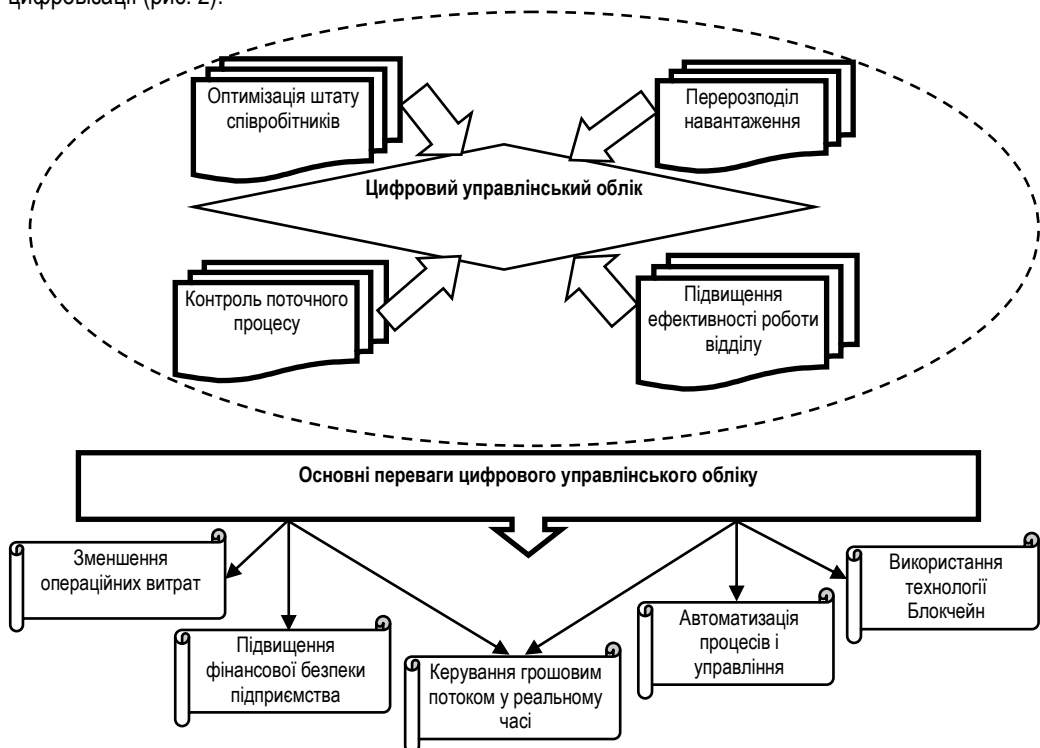 цифровізації (рис. 2).
Оптимізація штату
співробітників
Перерозподіл
навантаження
Цифровий управлінський облік
Контроль поточного
процесу
Підвищення
ефективності роботи
відділу
Основні переваги цифрового управлінського обліку
Зменшення
операційних витрат
Підвищення
фінансової безпеки
підприємства
Керування грошовим
потоком у реальному
часі
Автоматизація
процесів і
управління
Використання
технології
Блокчейн